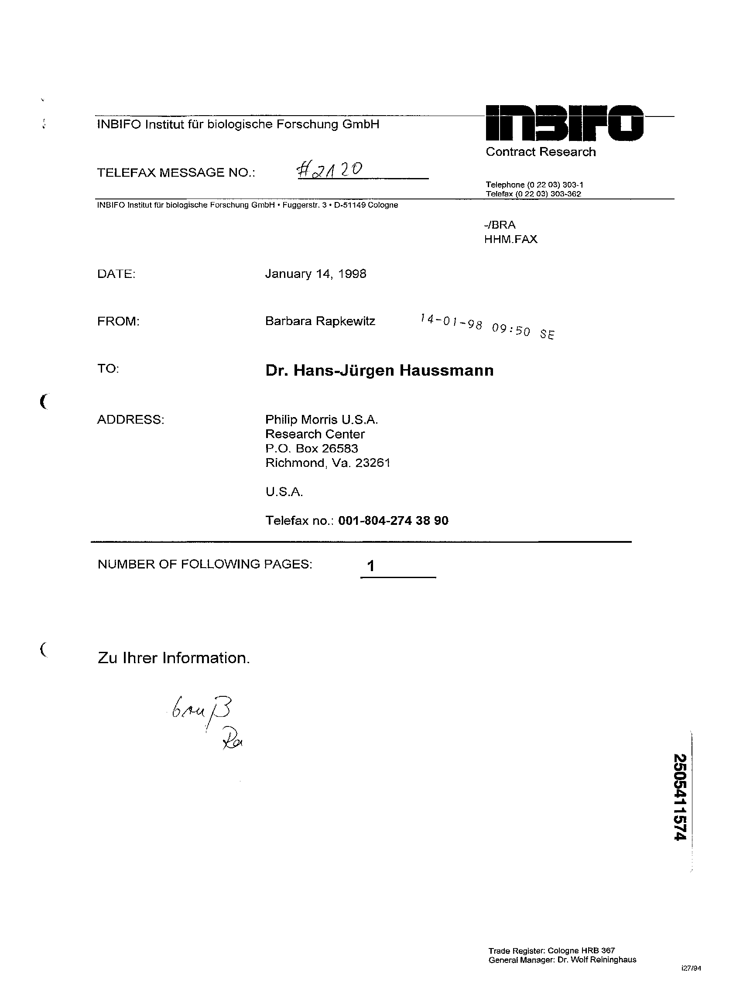 INBIFO Institut für biologische Forschung GmbH
INBIFO
Contract Research
TELEFAX MESSAGE NO.: #2120
Telephone (0 22 03) 303-1
Telefax (0 22 03) 303-362
INBIFO Institut für biologische Forschung GmbH • Fuggerstr. 3 • D-51149 Cologne
-/BRA
HHM.FAX
DATE: January 14, 1998
FROM: Barbara Rapkewitz 14-01-98 09:50 SE
TO: Dr. Hans-Jürgen Haussmann
ADDRESS: Philip Morris U.S.A.
Research Center
P.O. Box 26583
Richmond, Va. 23261
U.S.A.
Telefax no.: 001-804-274 38 90
NUMBER OF FOLLOWING PAGES: 1
Zu Ihrer Information.
Gruß
Ra
2505411574
Trade Register: Cologne HRB 367
General Manager: Dr. Wolf Reininghaus
i27/94